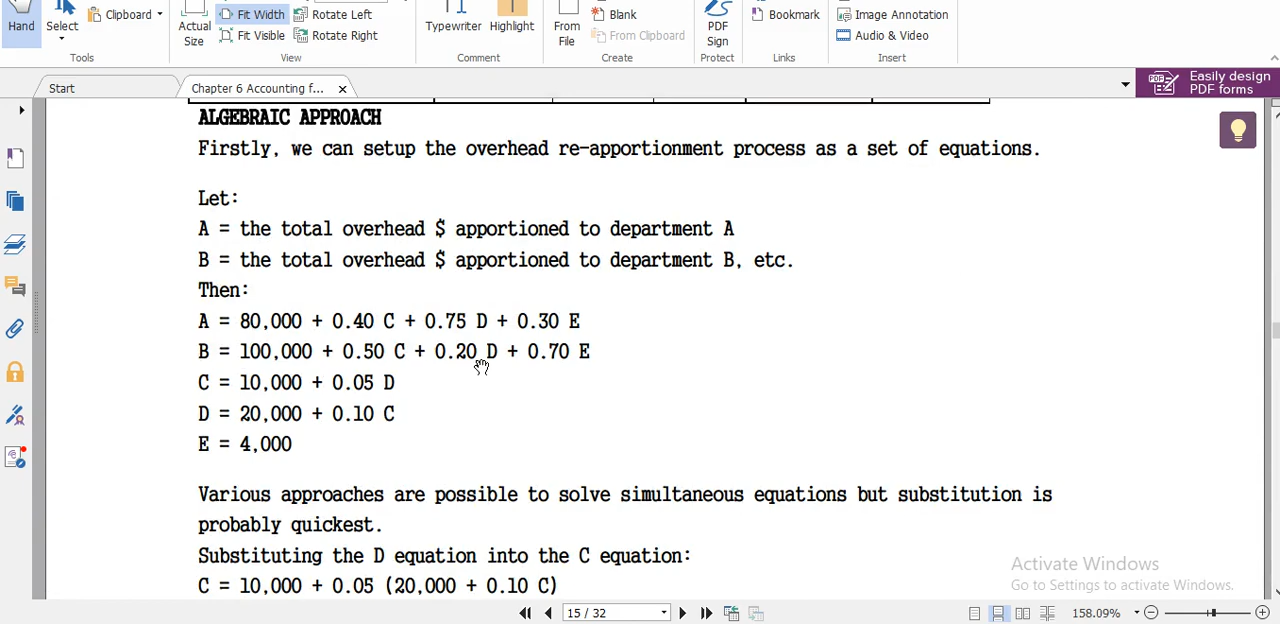 Hand
Select
Clipboard
Actual Size
Fit Width
Fit Visible
Rotate Left
Rotate Right
Typewriter
Highlight
From File
Blank
From Clipboard
PDF Sign
Bookmark
Image Annotation
Audio & Video
Tools
View
Comment
Create
Protect
Links
Insert
Start
Chapter 6 Accounting f...
Easily design
PDF forms
ALGEBRAIC APPROACH
Firstly, we can setup the overhead re-apportionment process as a set of equations.
Let:
A = the total overhead $ apportioned to department A
B = the total overhead $ apportioned to department B, etc.
Then:
A = 80,000 + 0.40 C + 0.75 D + 0.30 E
B = 100,000 + 0.50 C + 0.20 D + 0.70 E
C = 10,000 + 0.05 D
D = 20,000 + 0.10 C
E = 4,000
Various approaches are possible to solve simultaneous equations but substitution is
probably quickest.
Substituting the D equation into the C equation:
C = 10,000 + 0.05 (20,000 + 0.10 C)
Activate Windows
Go to Settings to activate Windows.
15 / 32
158.09%